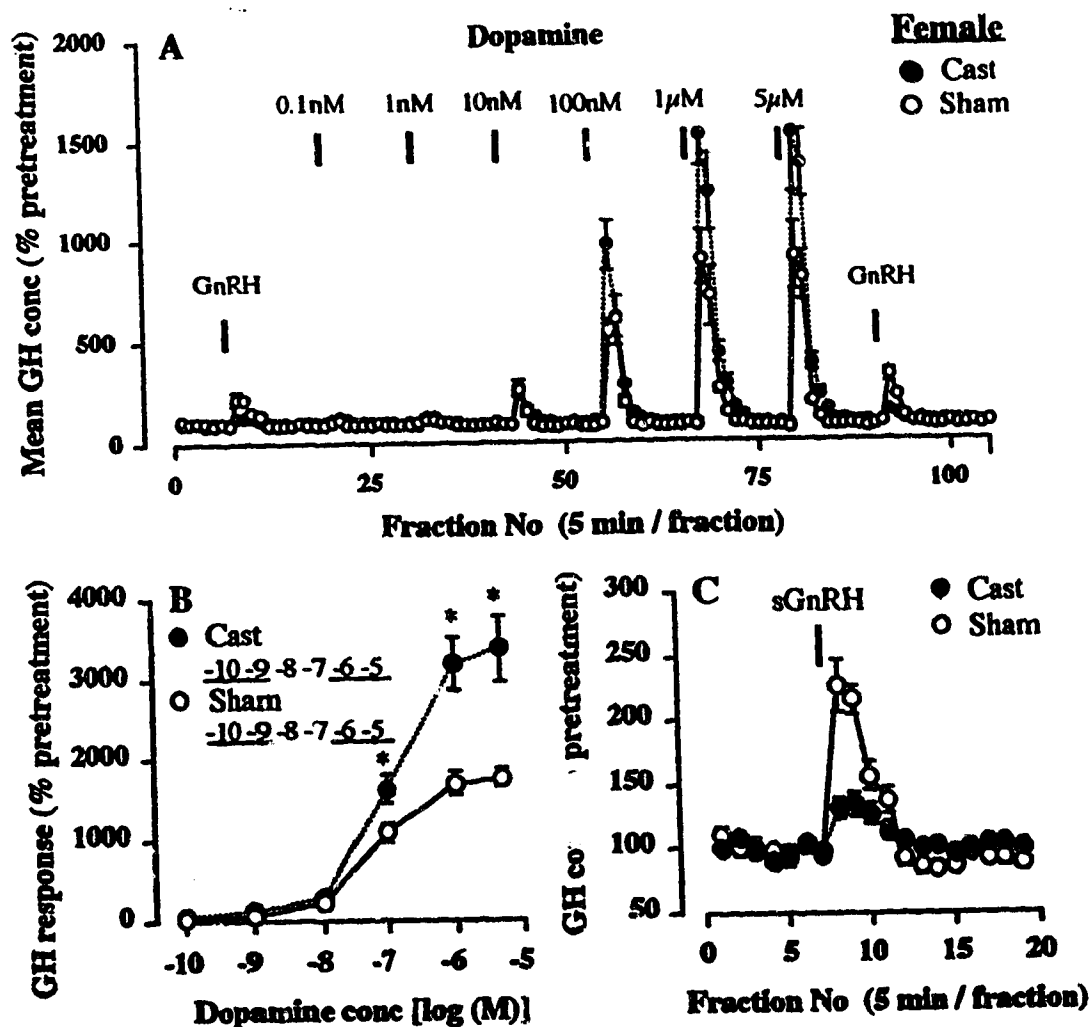 A
Dopamine
Female
Cast
Sham
0.1nM 1nM 10nM 100nM 1µM 5µM
GnRH
GnRH
Mean GH conc (% pretreatment)
2000
1500
1000
500
0
0 25 50 75 100
Fraction No (5 min / fraction)
B
* * *
Cast
-10 -9 -8 -7 -6 -5
Sham
-10 -9 -8 -7 -6 -5
GH response (% pretreatment)
4000
3000
2000
1000
0
-10 -9 -8 -7 -6 -5
Dopamine conc [log (M)]
C
sGnRH
Cast
Sham
GH co pretreatment)
300
250
200
150
100
50
0 5 10 15 20
Fraction No (5 min / fraction)